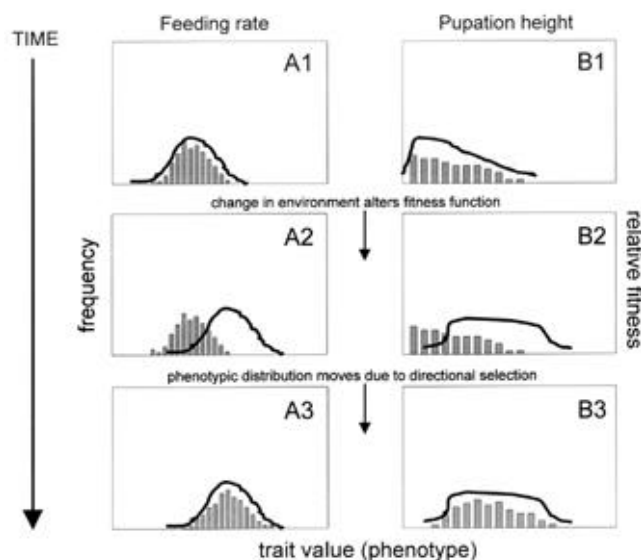 Feeding rate
Pupation height
TIME
A1
B1
change in environment alters fitness function
A2
B2
frequency
relative fitness
phenotypic distribution moves due to directional selection
A3
B3
trait value (phenotype)